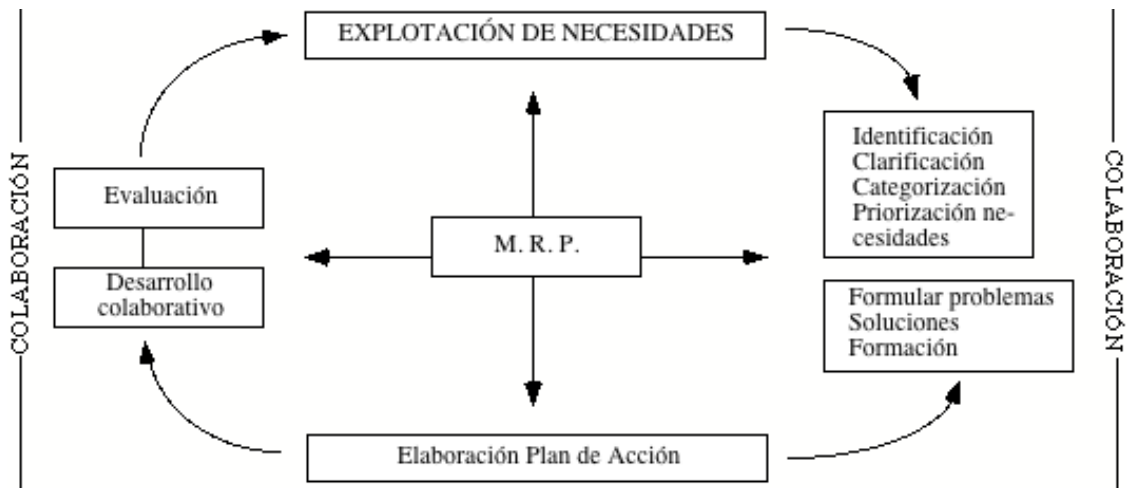 EXPLOTACIÓN DE NECESIDADES
COLABORACIÓN
Evaluación
Desarrollo
colaborativo
M. R. P.
Identificación
Clarificación
Categorización
Priorización ne-
cesidades
Formular problemas
Soluciones
Formación
COLABORACIÓN
Elaboración Plan de Acción